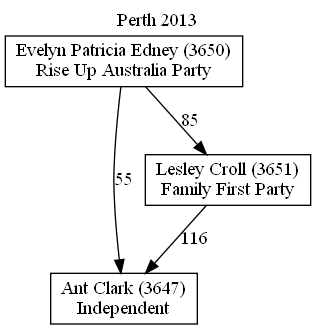 Perth 2013
Evelyn Patricia Edney (3650)
Rise Up Australia Party
85
Lesley Croll (3651)
Family First Party
55
116
Ant Clark (3647)
Independent